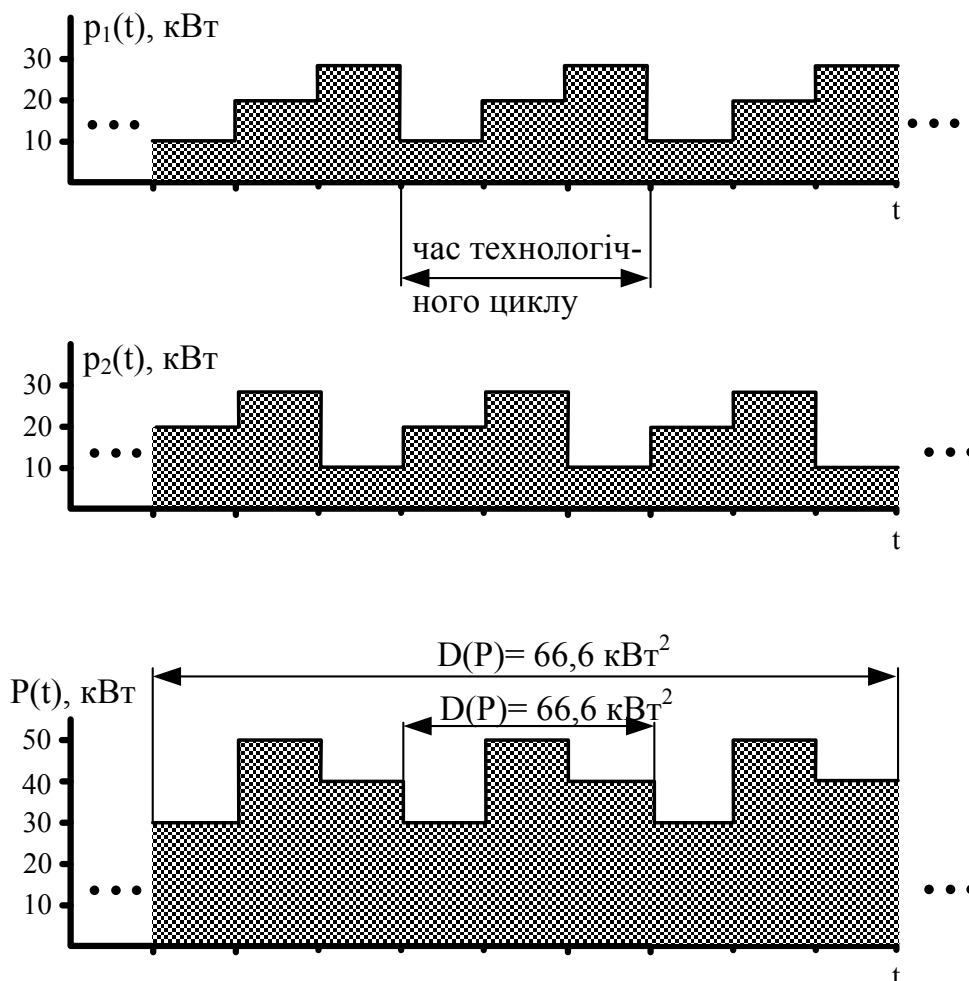 p₁(t), кВт
30
20
10
• • •
• • •
t
час технологіч-
ного циклу
p₂(t), кВт
30
20
10
• • •
• • •
t
D(P)= 66,6 кВт²
P(t), кВт
D(P)= 66,6 кВт²
50
40
30
20
10
• • •
• • •
t